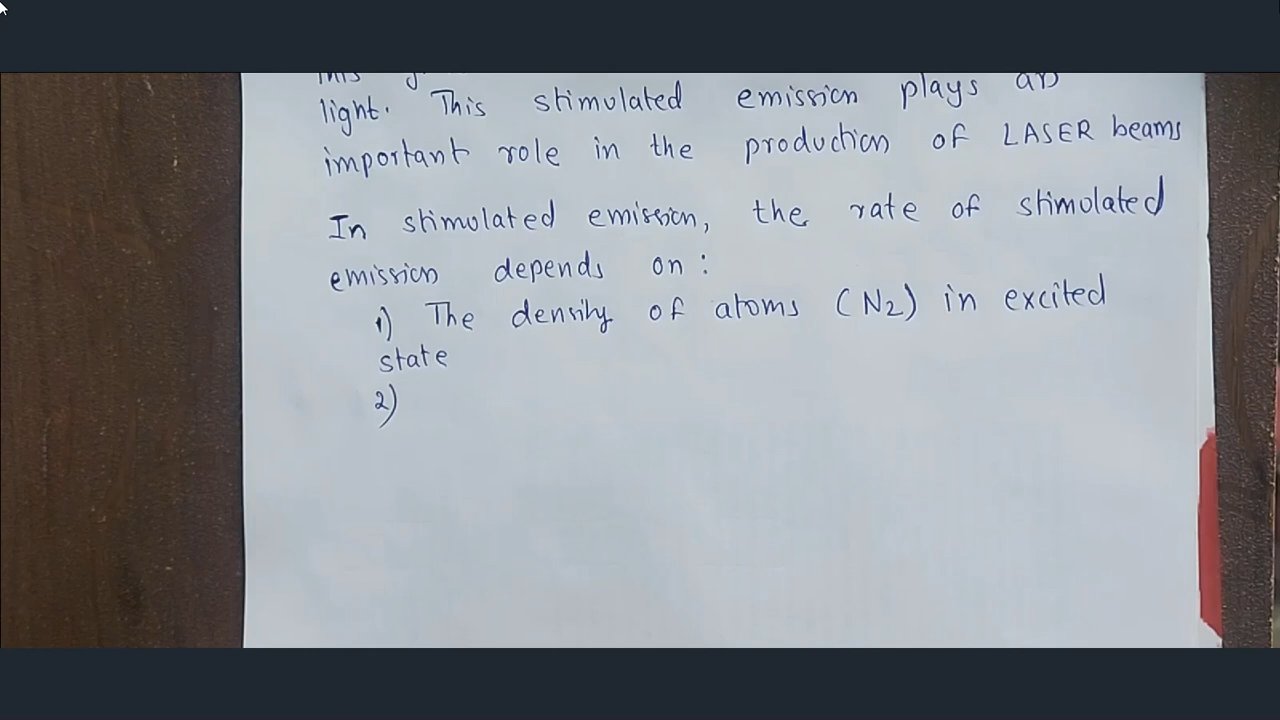 This
light. This stimulated emission plays an
important role in the production of LASER beams
In stimulated emission, the rate of stimulated
emission depends on :
1) The density of atoms (N2) in excited
state
2)